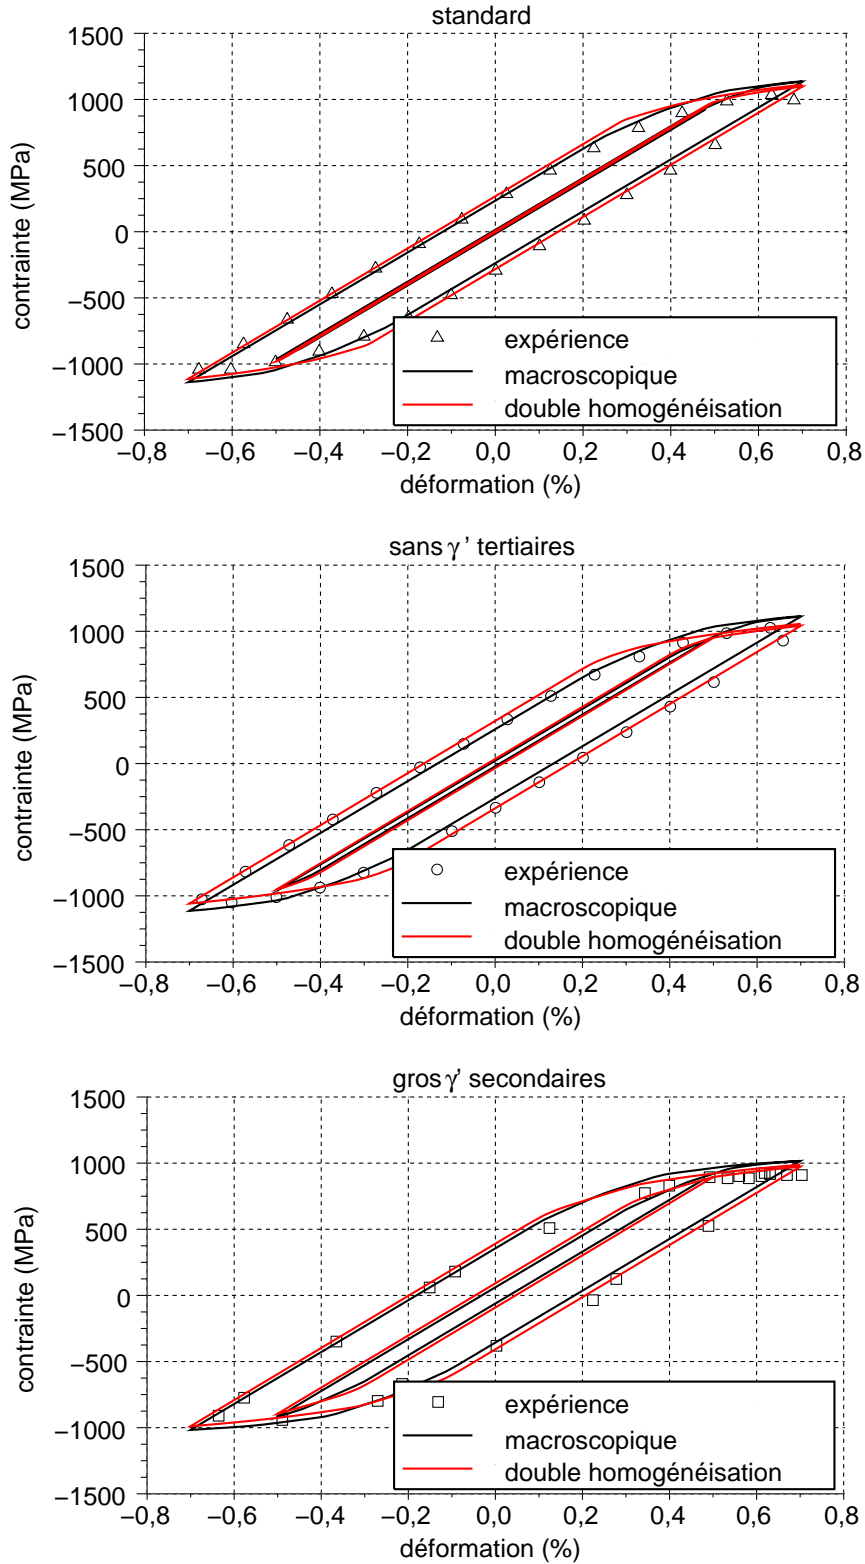 standard
1500
1000
500
0
−500
−1000
−1500
contrainte (MPa)
expérience
macroscopique
double homogénéisation
−0,8 −0,6 −0,4 −0,2 0,0 0,2 0,4 0,6 0,8
déformation (%)
sans γ ’ tertiaires
1500
1000
500
0
−500
−1000
−1500
contrainte (MPa)
expérience
macroscopique
double homogénéisation
−0,8 −0,6 −0,4 −0,2 0,0 0,2 0,4 0,6 0,8
déformation (%)
gros γ’ secondaires
1500
1000
500
0
−500
−1000
−1500
contrainte (MPa)
expérience
macroscopique
double homogénéisation
−0,8 −0,6 −0,4 −0,2 0,0 0,2 0,4 0,6 0,8
déformation (%)